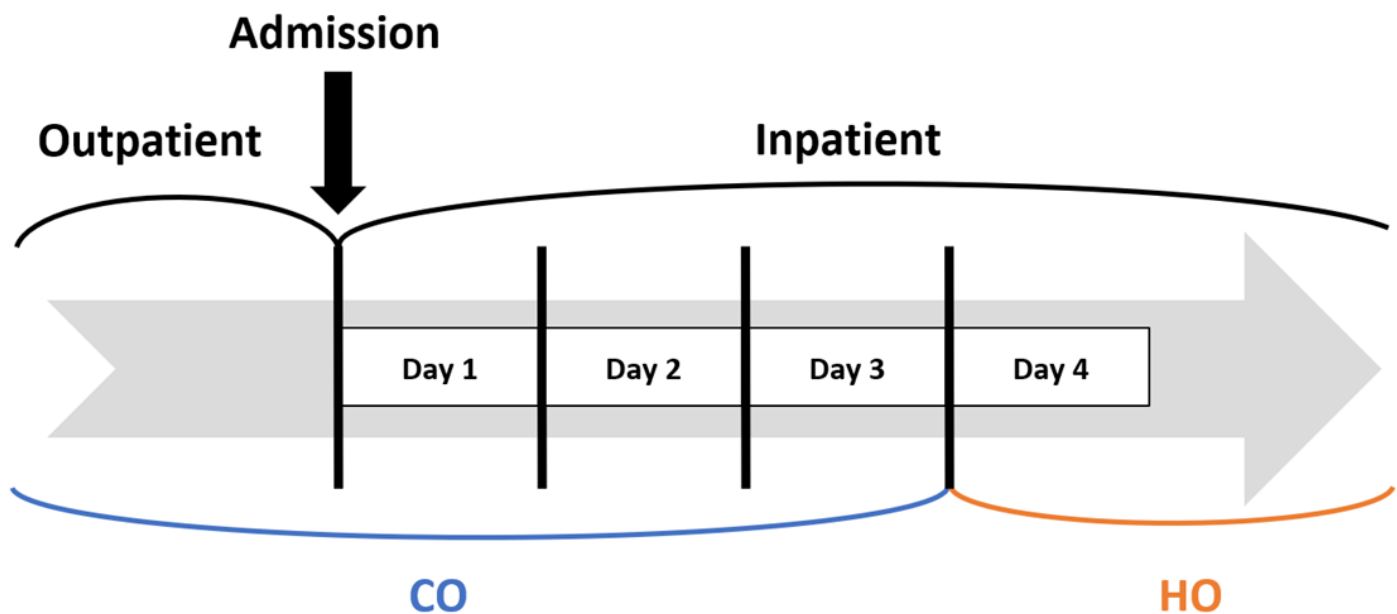 Admission
Outpatient
Inpatient
Day 1
Day 2
Day 3
Day 4
CO
HO